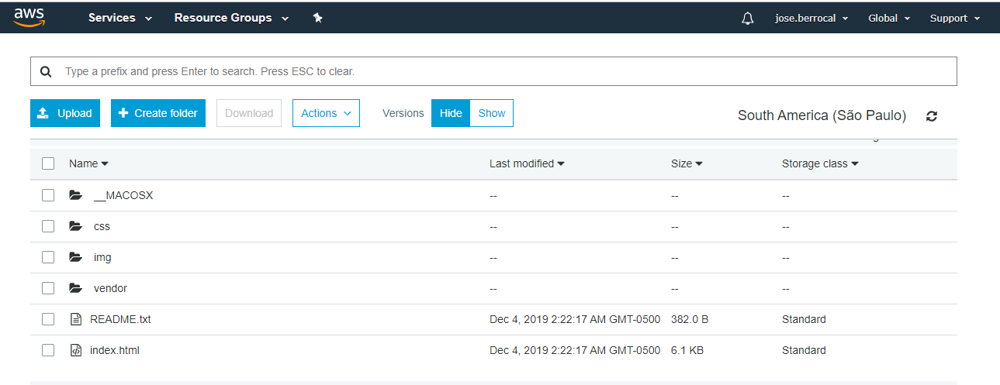 aws Services Resource Groups jose.berrocal Global Support
Type a prefix and press Enter to search. Press ESC to clear.
Upload Create folder Download Actions Versions Hide Show South America (São Paulo)
Name Last modified Size Storage class
__MACOSX -- -- --
css -- -- --
img -- -- --
vendor -- -- --
README.txt Dec 4, 2019 2:22:17 AM GMT-0500 382.0 B Standard
index.html Dec 4, 2019 2:22:17 AM GMT-0500 6.1 KB Standard